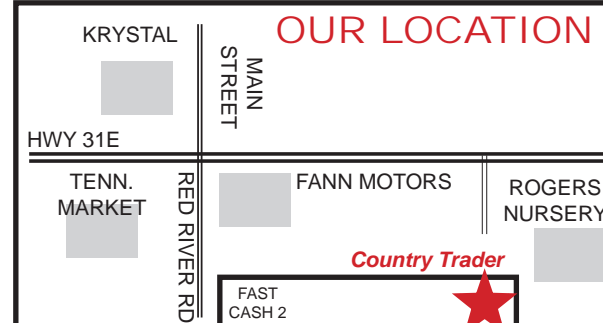 OUR LOCATION
KRYSTAL
MAIN
STREET
HWY 31E
TENN.
MARKET
RED RIVER RD
FANN MOTORS
ROGERS
NURSERY
Country Trader
FAST
CASH 2